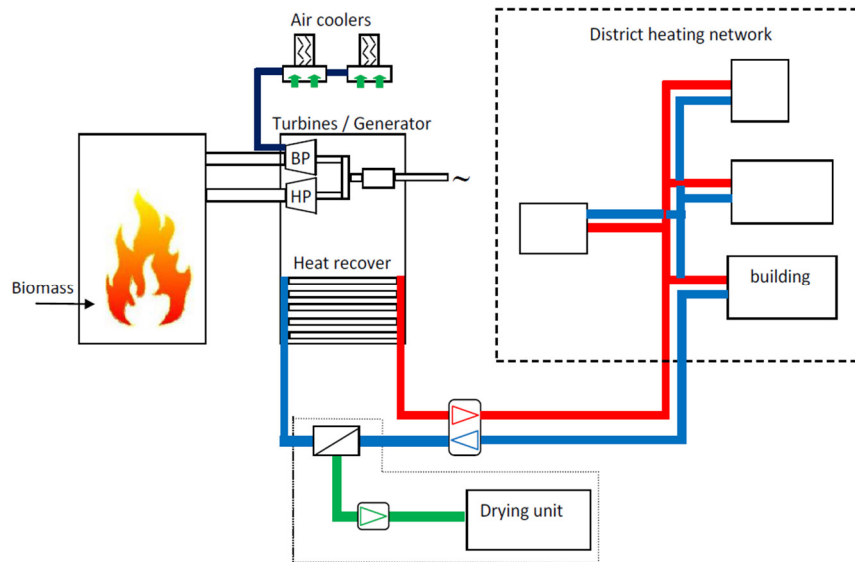 Air coolers
District heating network
Turbines / Generator
BP
HP
~
Heat recover
Biomass
building
Drying unit